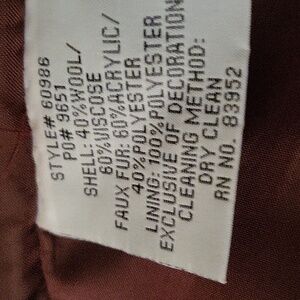 STYLE# 60986
PO# 9651
SHELL: 40%WOOL/
60%VISCOSE
FAUX FUR: 60%ACRYLIC/
40%POLYESTER
LINING: 100%POLYESTER
EXCLUSIVE OF DECORATION
CLEANING METHOD:
DRY CLEAN
RN NO. 83952